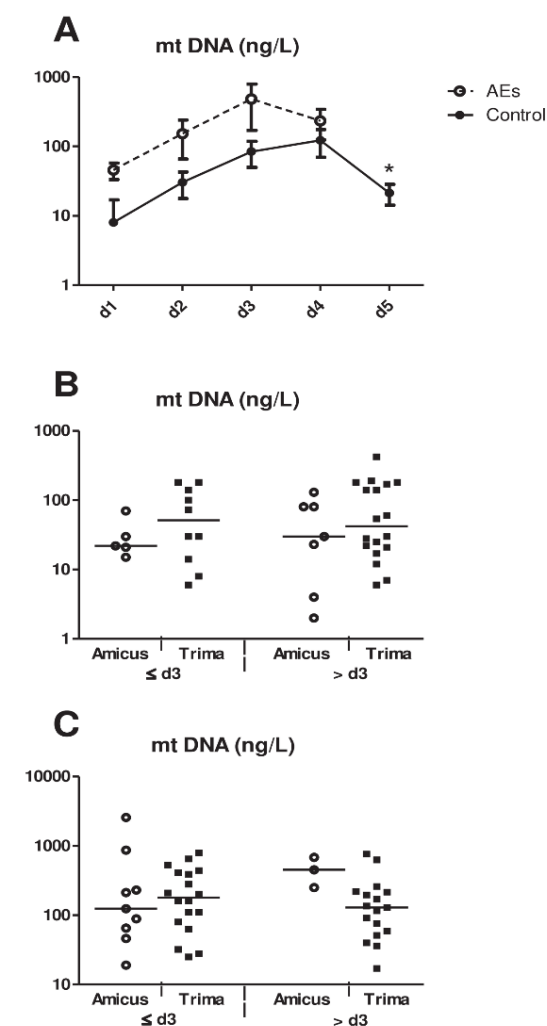 A
mt DNA (ng/L)
1000
100
10
1
d1 d2 d3 d4 d5
*
AEs
Control
B
mt DNA (ng/L)
1000
100
10
1
Amicus Trima Amicus Trima
≤ d3 > d3
C
mt DNA (ng/L)
10000
1000
100
10
Amicus Trima Amicus Trima
≤ d3 > d3